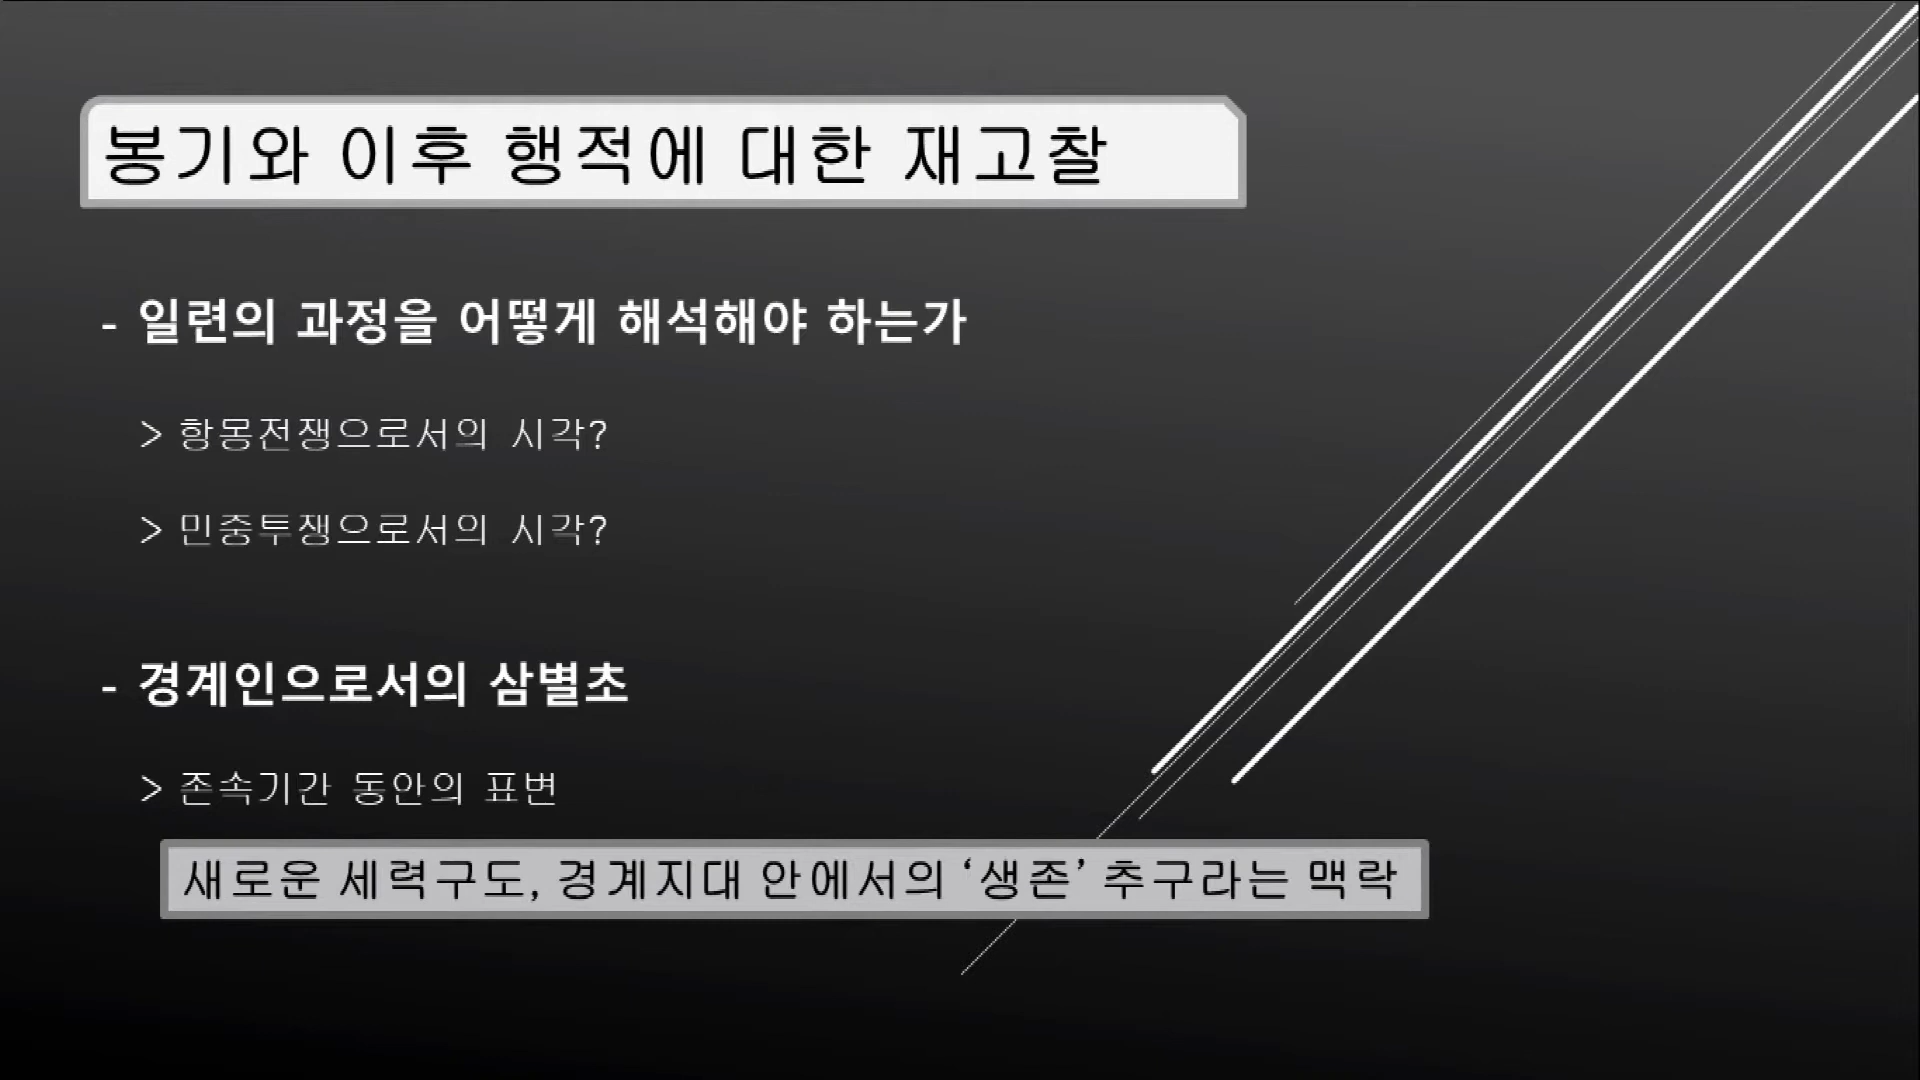 봉기와 이후 행적에 대한 재고찰
- 일련의 과정을 어떻게 해석해야 하는가
> 항몽전쟁으로서의 시각?
> 민중투쟁으로서의 시각?
- 경계인으로서의 삼별초
> 존속기간 동안의 표변
새로운 세력구도, 경계지대 안에서의 ‘생존’ 추구라는 맥락